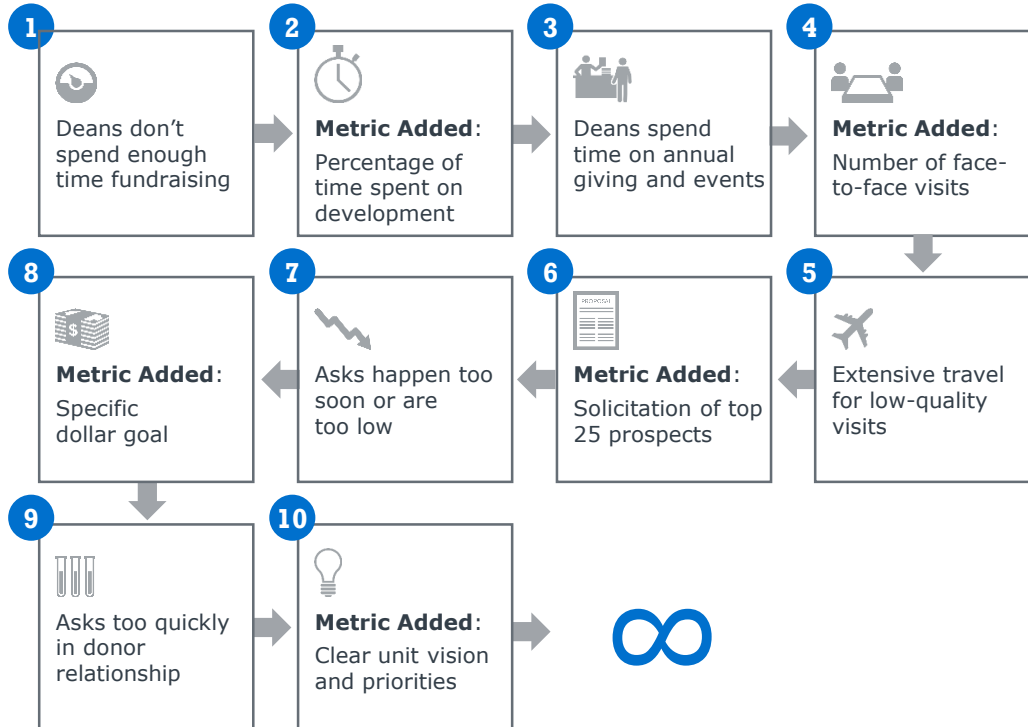 1
Deans don't
spend enough
time fundraising
2
Metric Added:
Percentage of
time spent on
development
3
Deans spend
time on annual
giving and events
4
Metric Added:
Number of face-
to-face visits
5
Extensive travel
for low-quality
visits
6
PROPOSAL
Metric Added:
Solicitation of top
25 prospects
7
Asks happen too
soon or are
too low
8
$
Metric Added:
Specific
dollar goal
9
Asks too quickly
in donor
relationship
10
Metric Added:
Clear unit vision
and priorities
∞